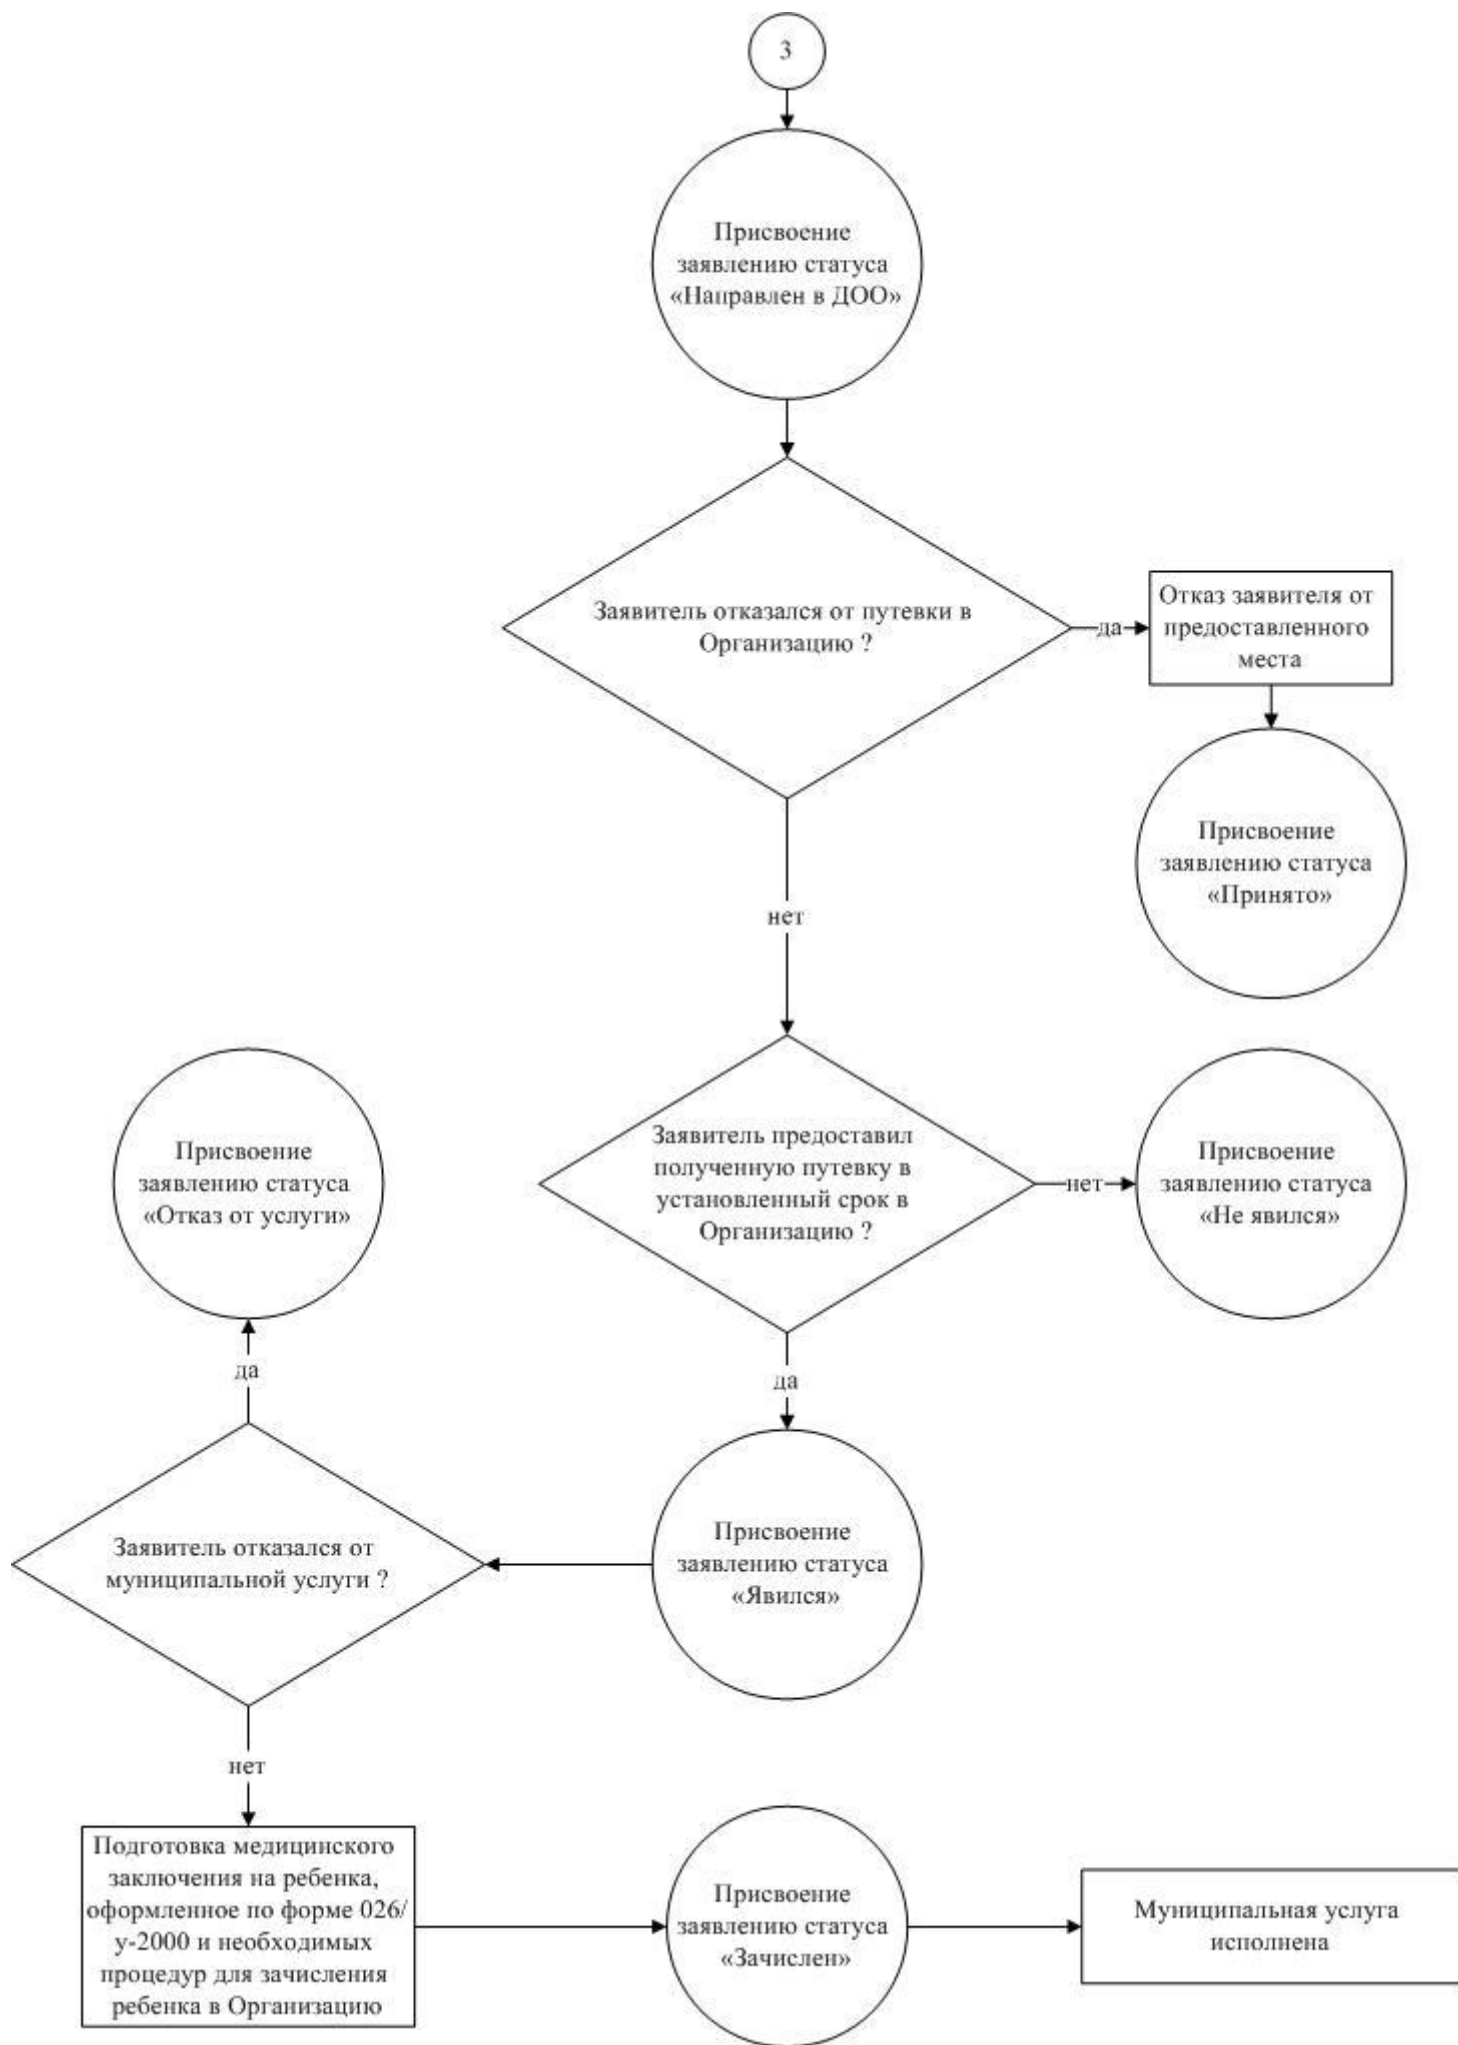 3
Присвоение
заявлению статуса
«Направлен в ДОО»
Заявитель отказался от путевки в
Организацию ?
да
Отказ заявителя от
предоставленного
места
Присвоение
заявлению статуса
«Принято»
нет
Заявитель предоставил
полученную путевку в
установленный срок в
Организацию ?
нет
Присвоение
заявлению статуса
«Не явился»
да
Присвоение
заявлению статуса
«Явился»
Заявитель отказался от
муниципальной услуги ?
да
Присвоение
заявлению статуса
«Отказ от услуги»
нет
Подготовка медицинского
заключения на ребенка,
оформленное по форме 026/
у-2000 и необходимых
процедур для зачисления
ребенка в Организацию
Присвоение
заявлению статуса
«Зачислен»
Муниципальная услуга
исполнена